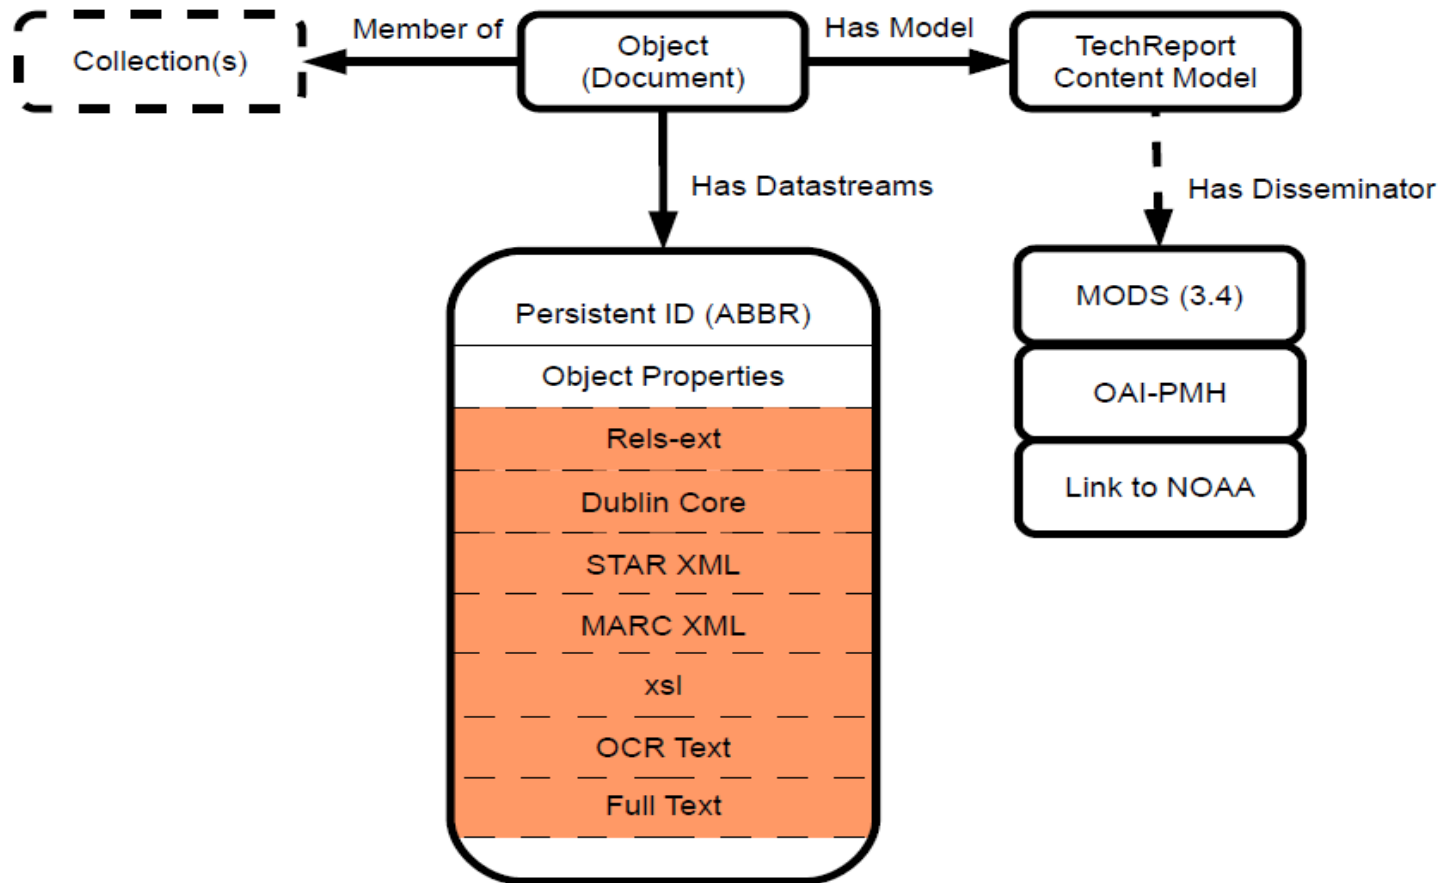 Collection(s)
Member of
Object
(Document)
Has Model
TechReport
Content Model
Has Datastreams
Has Disseminator
Persistent ID (ABBR)
Object Properties
Rels-ext
Dublin Core
STAR XML
MARC XML
xsl
OCR Text
Full Text
MODS (3.4)
OAI-PMH
Link to NOAA